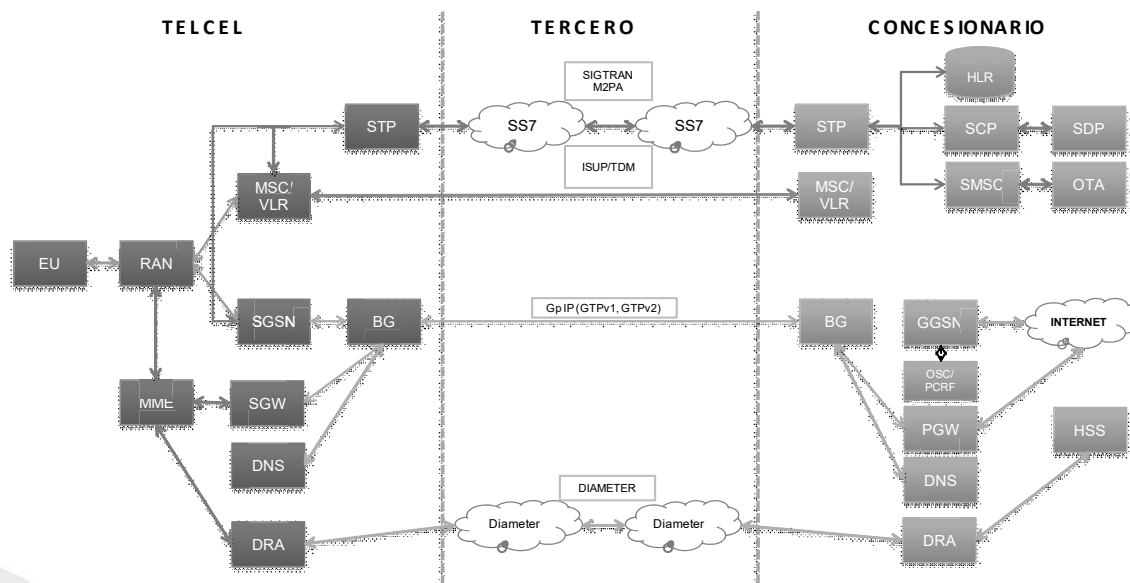 TELCEL
TERCERO
CONCESIONARIO
SIGTRAN
M2PA
HLR
STP
SS7
SS7
STP
SCP
SDP
ISUP/TDM
MSC/
VLR
MSC/
VLR
SMSC
OTA
EU
RAN
Gp IP (GTPv1, GTPv2)
SGSN
BG
BG
GGSN
INTERNET
OSC/
PCRF
MME
SGW
PGW
HSS
DNS
DNS
DIAMETER
Diameter
Diameter
DRA
DRA